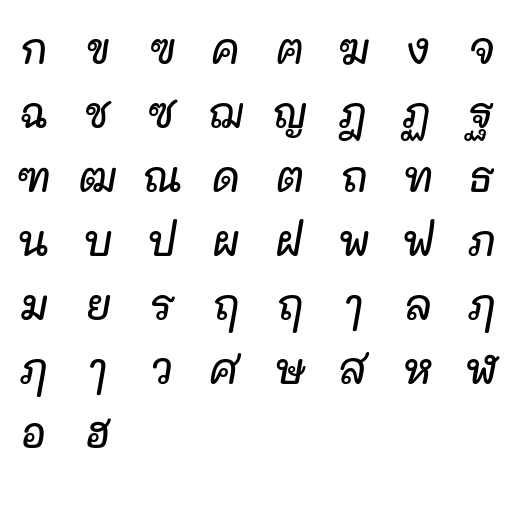 ก ข ฃ ค ฅ ฆ ง จ
ฉ ช ซ ฌ ญ ฎ ฏ ฐ
ฑ ฒ ณ ด ต ถ ท ธ
น บ ป ผ ฝ พ ฟ ภ
ม ย ร ฤ ฤ ๅ ล ฦ
ฦ ๅ ว ศ ษ ส ห ฬ
อ ฮ